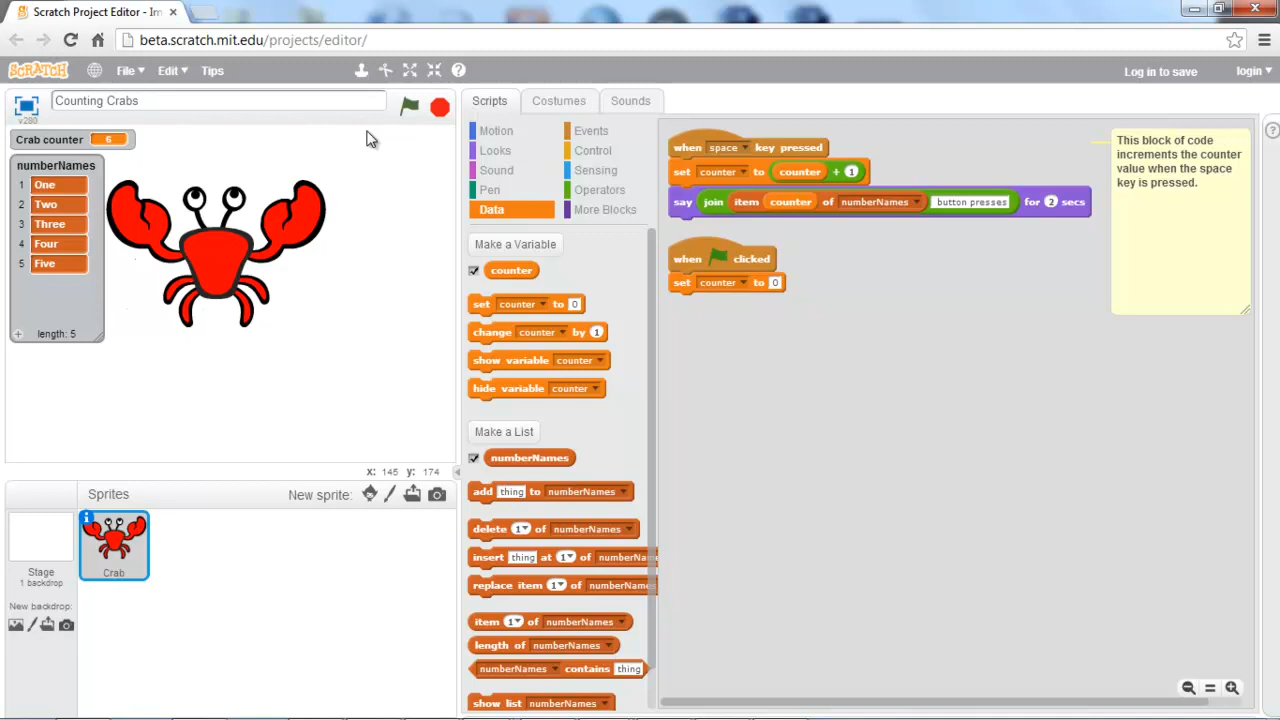 Scratch Project Editor - Im
beta.scratch.mit.edu/projects/editor/
SCRATCH
File
Edit
Tips
Log in to save
login
v280
Counting Crabs
Crab counter 6
numberNames
1 One
2 Two
3 Three
4 Four
5 Five
length: 5
x: 145 y: 174
Sprites
New sprite:
Crab
Stage
1 backdrop
New backdrop:
Scripts
Costumes
Sounds
Motion
Looks
Sound
Pen
Data
Events
Control
Sensing
Operators
More Blocks
Make a Variable
counter
set counter to 0
change counter by 1
show variable counter
hide variable counter
Make a List
numberNames
add thing to numberNames
delete 1 of numberNames
insert thing at 1 of numberNam
replace item 1 of numberNames
item 1 of numberNames
length of numberNames
numberNames contains thing
show list numberNames
when space key pressed
set counter to counter + 1
say join item counter of numberNames button presses for 2 secs
when clicked
set counter to 0
This block of code
increments the counter
value when the space
key is pressed.